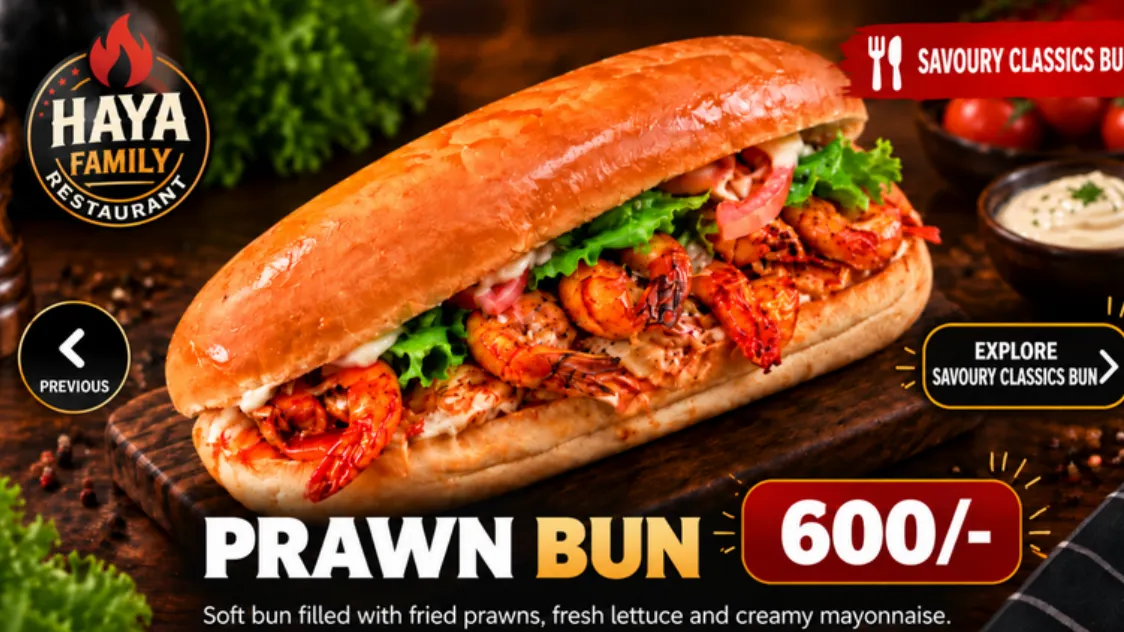 HAYA
FAMILY
RESTAURANT
SAVOURY CLASSICS BU
PREVIOUS
EXPLORE
SAVOURY CLASSICS BUN
PRAWN BUN
600/-
Soft bun filled with fried prawns, fresh lettuce and creamy mayonnaise.